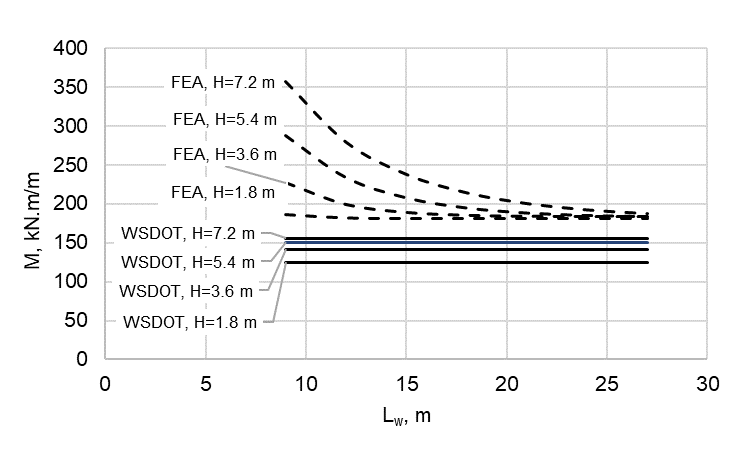 400
350
300
250
200
150
100
50
0
M, kN.m/m
FEA, H=7.2 m
FEA, H=5.4 m
FEA, H=3.6 m
FEA, H=1.8 m
WSDOT, H=7.2 m
WSDOT, H=5.4 m
WSDOT, H=3.6 m
WSDOT, H=1.8 m
0 5 10 15 20 25 30
Lw, m